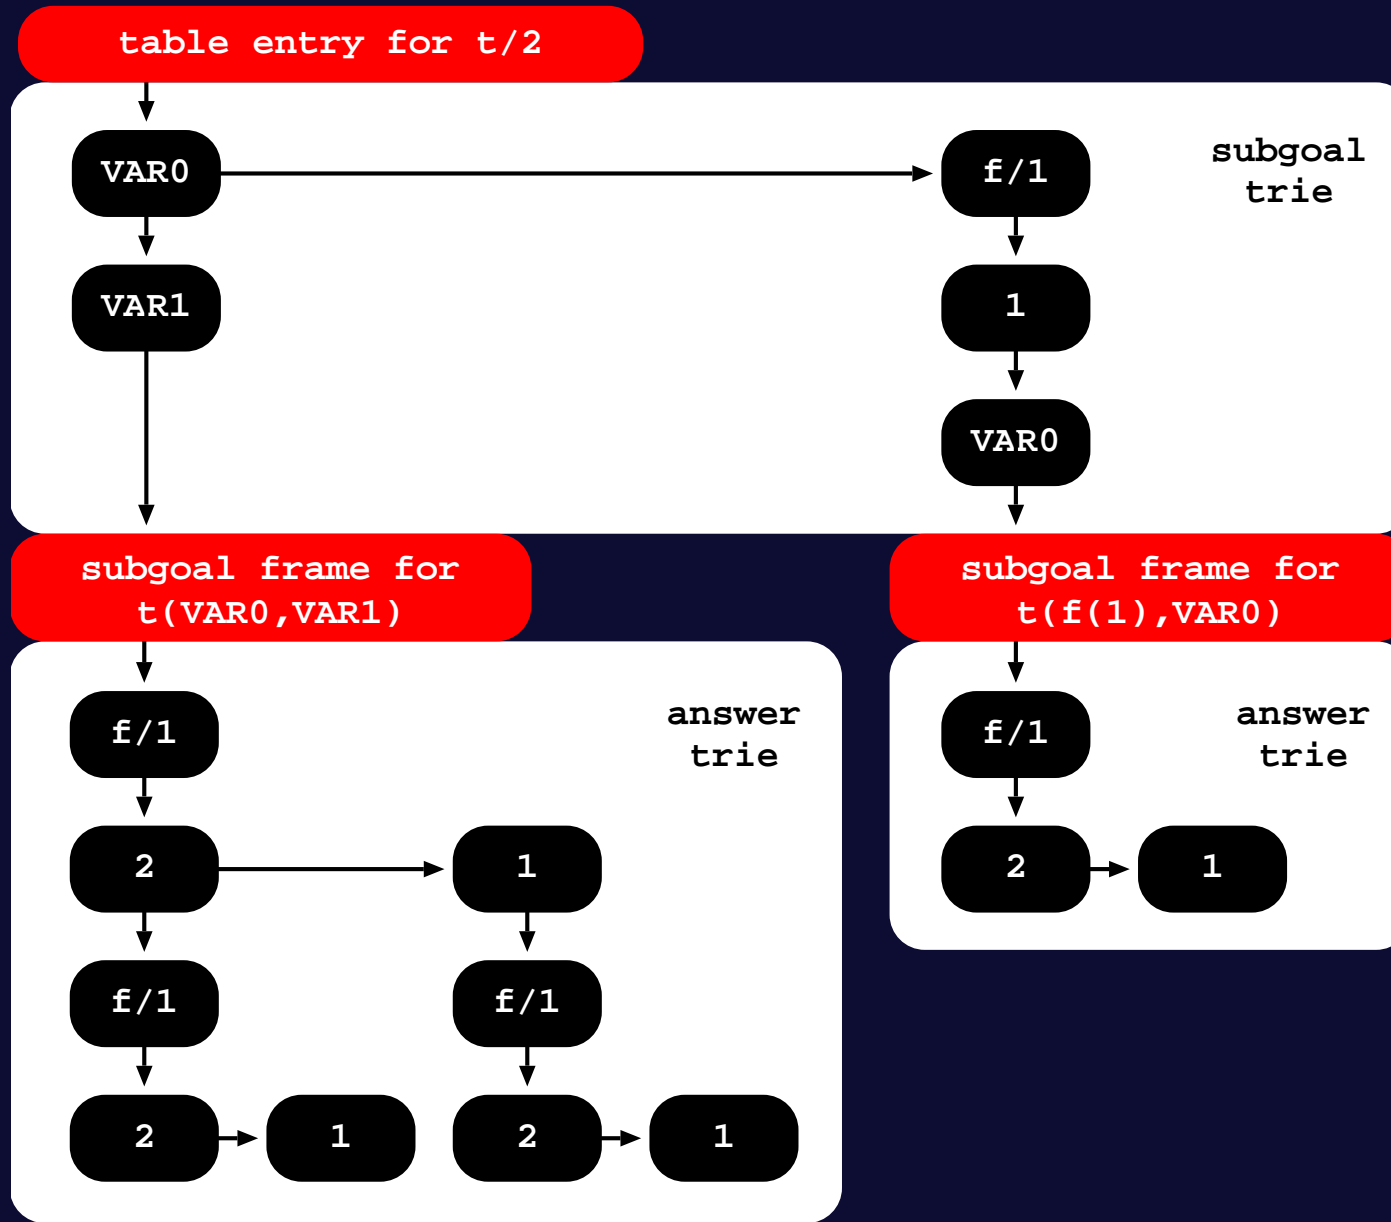 table entry for t/2
VAR0
f/1
subgoal
trie
VAR1
1
VAR0
subgoal frame for
t(VAR0,VAR1)
subgoal frame for
t(f(1),VAR0)
f/1
answer
trie
2
1
f/1
f/1
2
1
2
1
f/1
answer
trie
2
1